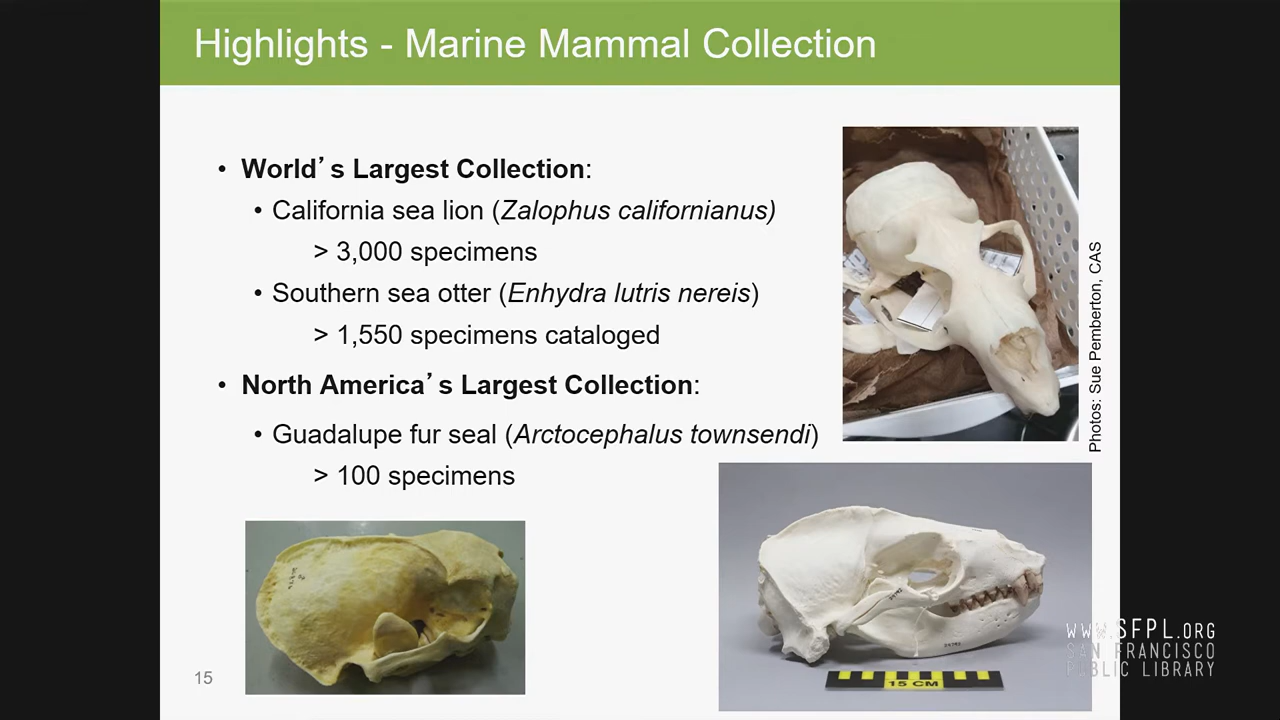 Highlights - Marine Mammal Collection
• World's Largest Collection:
• California sea lion (Zalophus californianus)
> 3,000 specimens
• Southern sea otter (Enhydra lutris nereis)
> 1,550 specimens cataloged
• North America's Largest Collection:
• Guadalupe fur seal (Arctocephalus townsendi)
> 100 specimens
Photos: Sue Pemberton, CAS
15 CM
15
WWW.SFPL.ORG
SAN FRANCISCO
PUBLIC LIBRARY